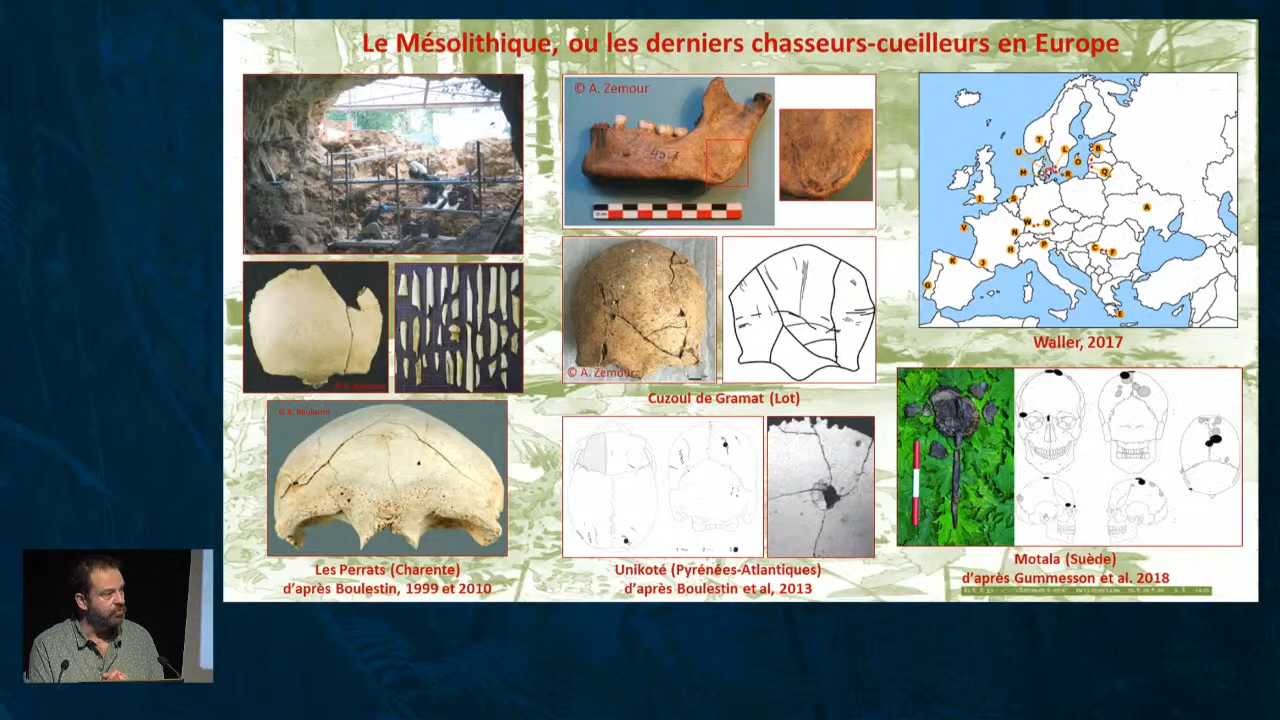 Le Mésolithique, ou les derniers chasseurs-cueilleurs en Europe
© A. Zemour
© A. Zemour
© B. Boulestin
Cuzoul de Gramat (Lot)
Les Perrats (Charente)
d'après Boulestin, 1999 et 2010
Unikoté (Pyrénées-Atlantiques)
d'après Boulestin et al, 2013
T
U
L
B
O
M
R
Q
I
S
A
V
W
D
N
H
P
C
F
K
J
G
E
Waller, 2017
Motala (Suède)
d'après Gummesson et al. 2018